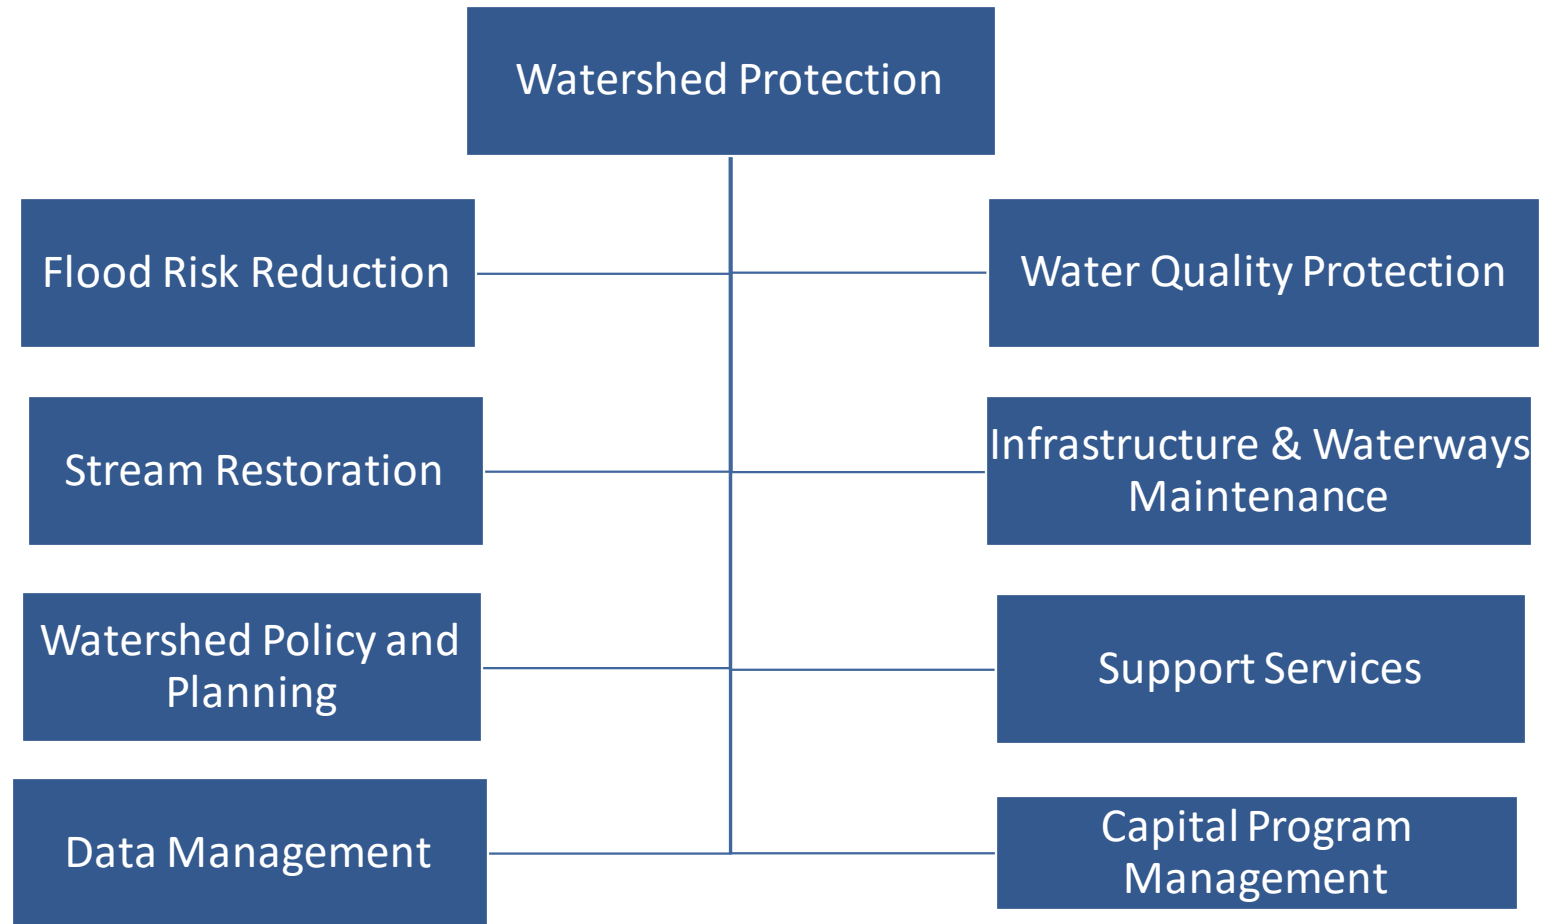 Watershed Protection
Flood Risk Reduction
Water Quality Protection
Stream Restoration
Infrastructure & Waterways
Maintenance
Watershed Policy and
Planning
Support Services
Data Management
Capital Program
Management